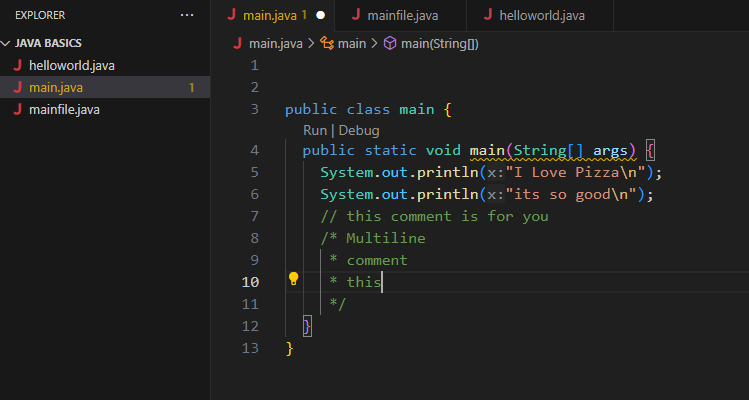 EXPLORER ···
JAVA BASICS
J helloworld.java
J main.java 1
J mainfile.java
J main.java 1 ● J mainfile.java J helloworld.java
J main.java > main > main(String[])
1
2
3 public class main {
Run | Debug
4 public static void main(String[] args) {
5 System.out.println(x:"I Love Pizza\n");
6 System.out.println(x:"its so good\n");
7 // this comment is for you
8 /* Multiline
9 * comment
10 * this
11 */
12 }
13 }